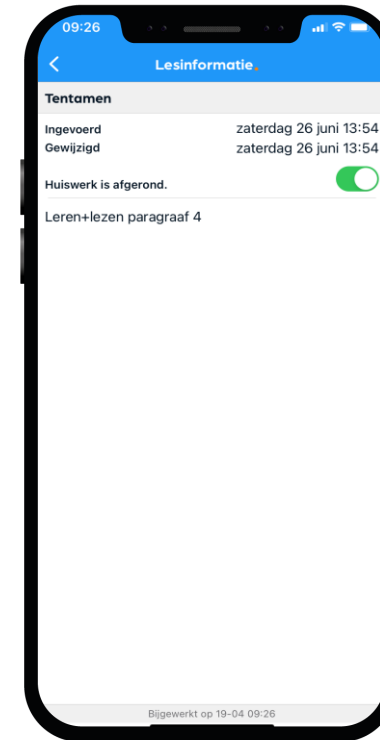 09:26
Lesinformatie.
Tentamen
Ingevoerd zaterdag 26 juni 13:54
Gewijzigd zaterdag 26 juni 13:54
Huiswerk is afgerond.
Leren+lezen paragraaf 4
Bijgewerkt op 19-04 09:26